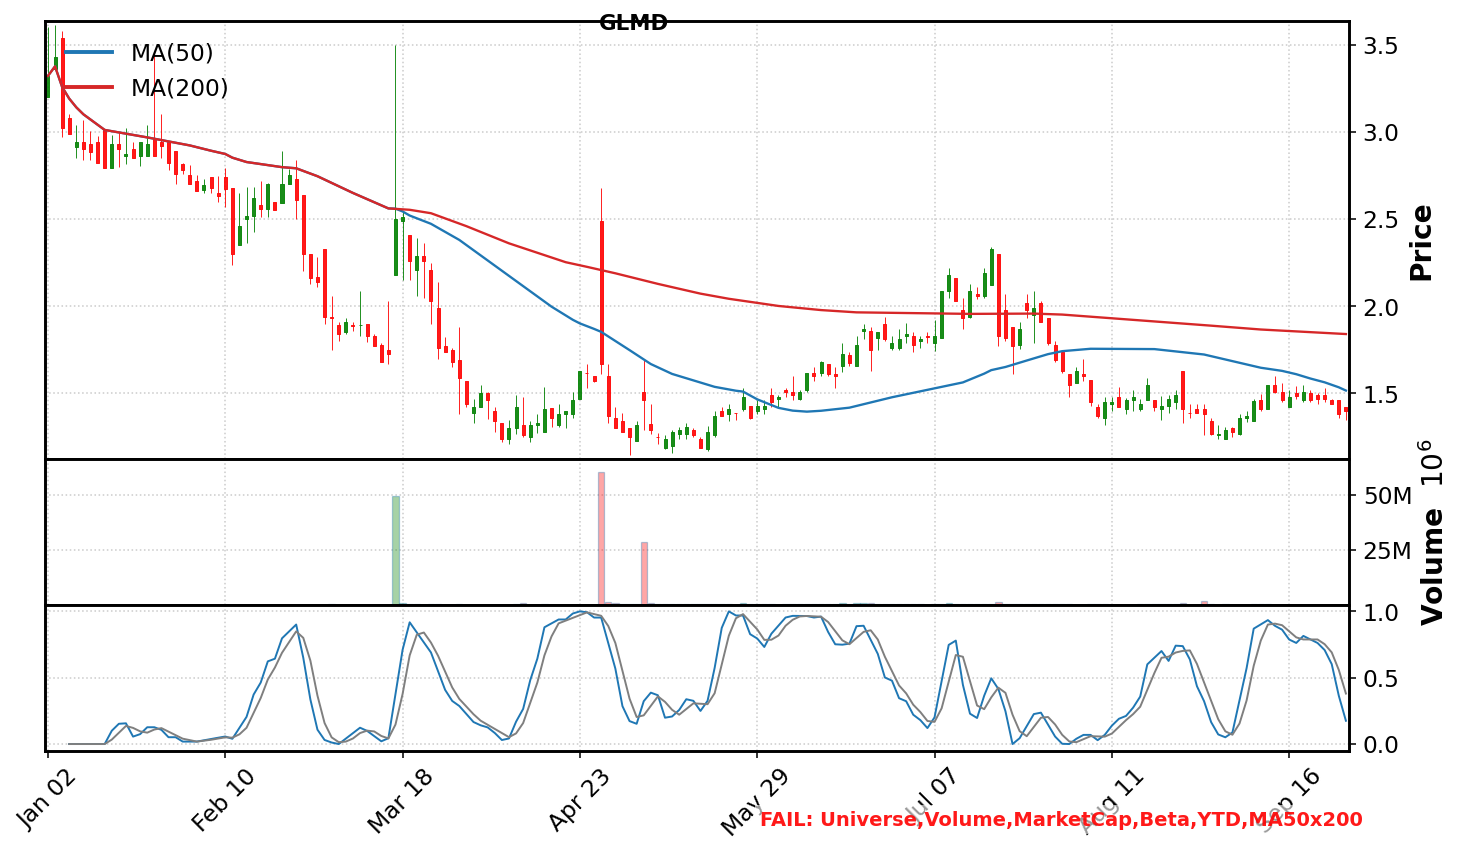 GLMD
MA(50)
MA(200)
3.5
3.0
2.5
2.0
1.5
Price
50M
25M
Volume 10^6
1.0
0.5
0.0
Jan 02
Feb 10
Mar 18
Apr 23
May 29
Jul 07
Aug 11
Sep 16
FAIL: Universe,Volume,MarketCap,Beta,YTD,MA50x200